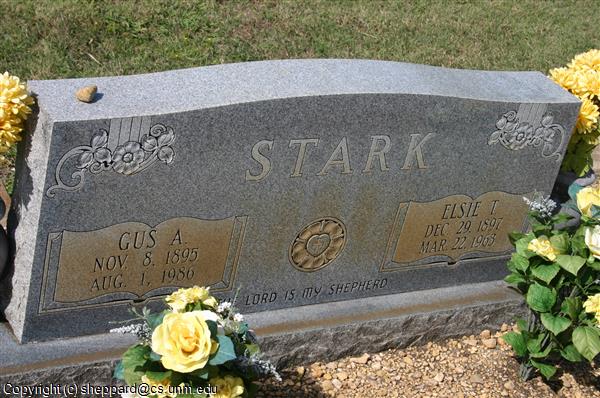 STARK
GUS A.
NOV. 8, 1895
AUG. 1, 1986
ELSIE T.
DEC. 29, 1897
MAR. 22, 1963
LORD IS MY SHEPHERD
Copyright (c) sheppard@cs.unm.edu